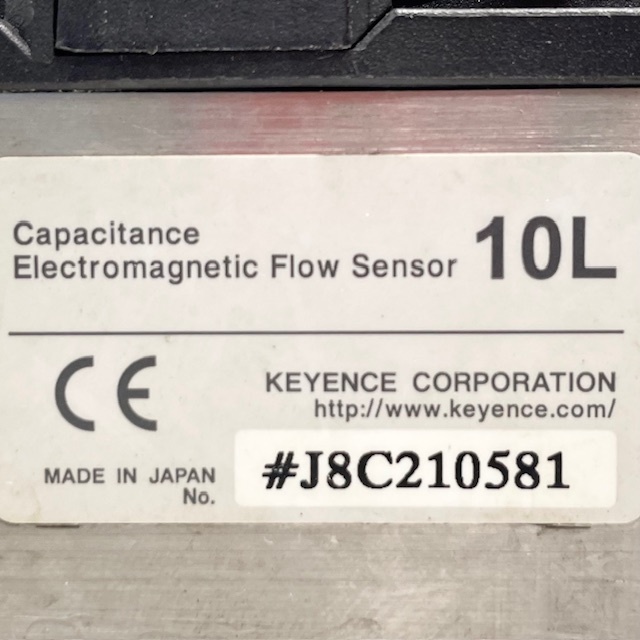 Capacitance
Electromagnetic Flow Sensor 10L
CE
KEYENCE CORPORATION
http://www.keyence.com/
MADE IN JAPAN
No. #J8C210581